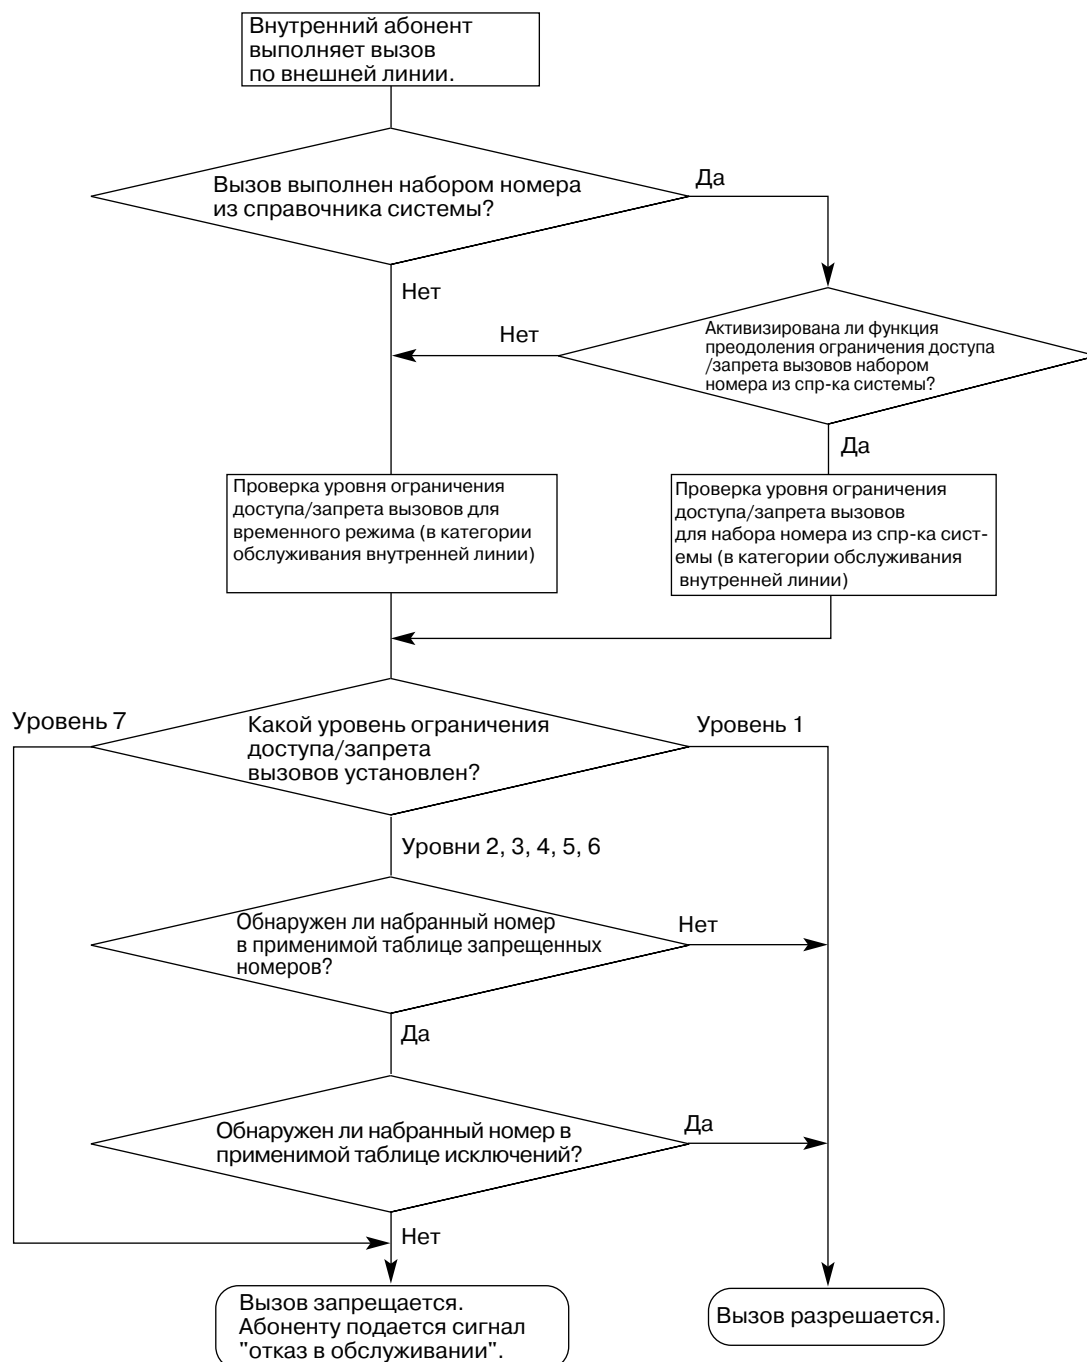 Внутренний абонент
выполняет вызов
по внешней линии.
Вызов выполнен набором номера
из справочника системы?
Да
Нет
Активизирована ли функция
преодоления ограничения доступа
/запрета вызовов набором
номера из спр-ка системы?
Нет
Да
Проверка уровня ограничения
доступа/запрета вызовов для
временного режима (в категории
обслуживания внутренней линии)
Проверка уровня ограничения
доступа/запрета вызовов
для набора номера из спр-ка сист-
емы (в категории обслуживания
внутренней линии)
Уровень 7
Какой уровень ограничения
доступа/запрета
вызовов установлен?
Уровень 1
Уровни 2, 3, 4, 5, 6
Обнаружен ли набранный номер
в применимой таблице запрещенных
номеров?
Нет
Да
Обнаружен ли набранный номер в
применимой таблице исключений?
Да
Нет
Вызов запрещается.
Абоненту подается сигнал
"отказ в обслуживании".
Вызов разрешается.